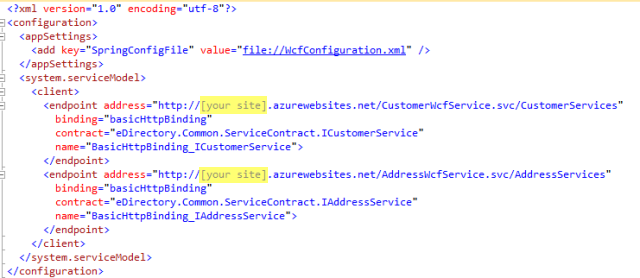 <?xml version="1.0" encoding="utf-8"?>
<configuration>
<appSettings>
<add key="SpringConfigFile" value="file://WcfConfiguration.xml" />
</appSettings>
<system.serviceModel>
<client>
<endpoint address="http://[your site].azurewebsites.net/CustomerWcfService.svc/CustomerServices"
binding="basicHttpBinding"
contract="eDirectory.Common.ServiceContract.ICustomerService"
name="BasicHttpBinding_ICustomerService">
</endpoint>
<endpoint address="http://[your site].azurewebsites.net/AddressWcfService.svc/AddressServices"
binding="basicHttpBinding"
contract="eDirectory.Common.ServiceContract.IAddressService"
name="BasicHttpBinding_IAddressService">
</endpoint>
</client>
</system.serviceModel>
</configuration>